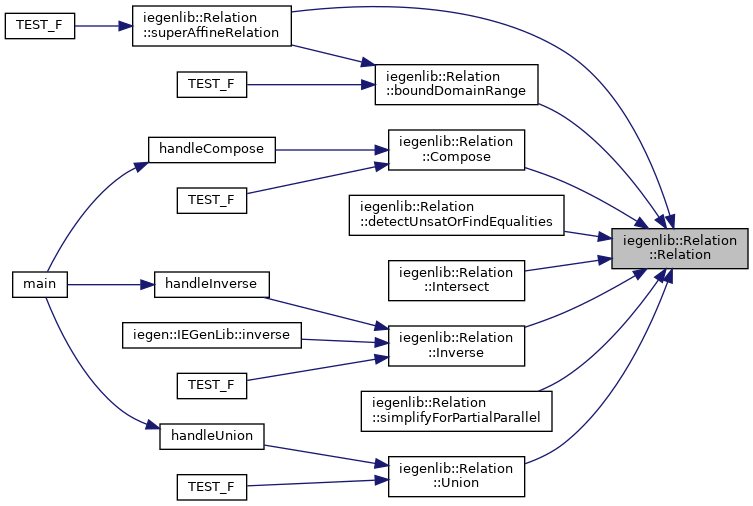 TEST_F
iegenlib::Relation
::superAffineRelation
TEST_F
iegenlib::Relation
::boundDomainRange
handleCompose
iegenlib::Relation
::Compose
TEST_F
iegenlib::Relation
::detectUnsatOrFindEqualities
iegenlib::Relation
::Relation
main
handleInverse
iegenlib::Relation
::Intersect
iegen::IEGenLib::inverse
iegenlib::Relation
::Inverse
TEST_F
iegenlib::Relation
::simplifyForPartialParallel
handleUnion
iegenlib::Relation
::Union
TEST_F